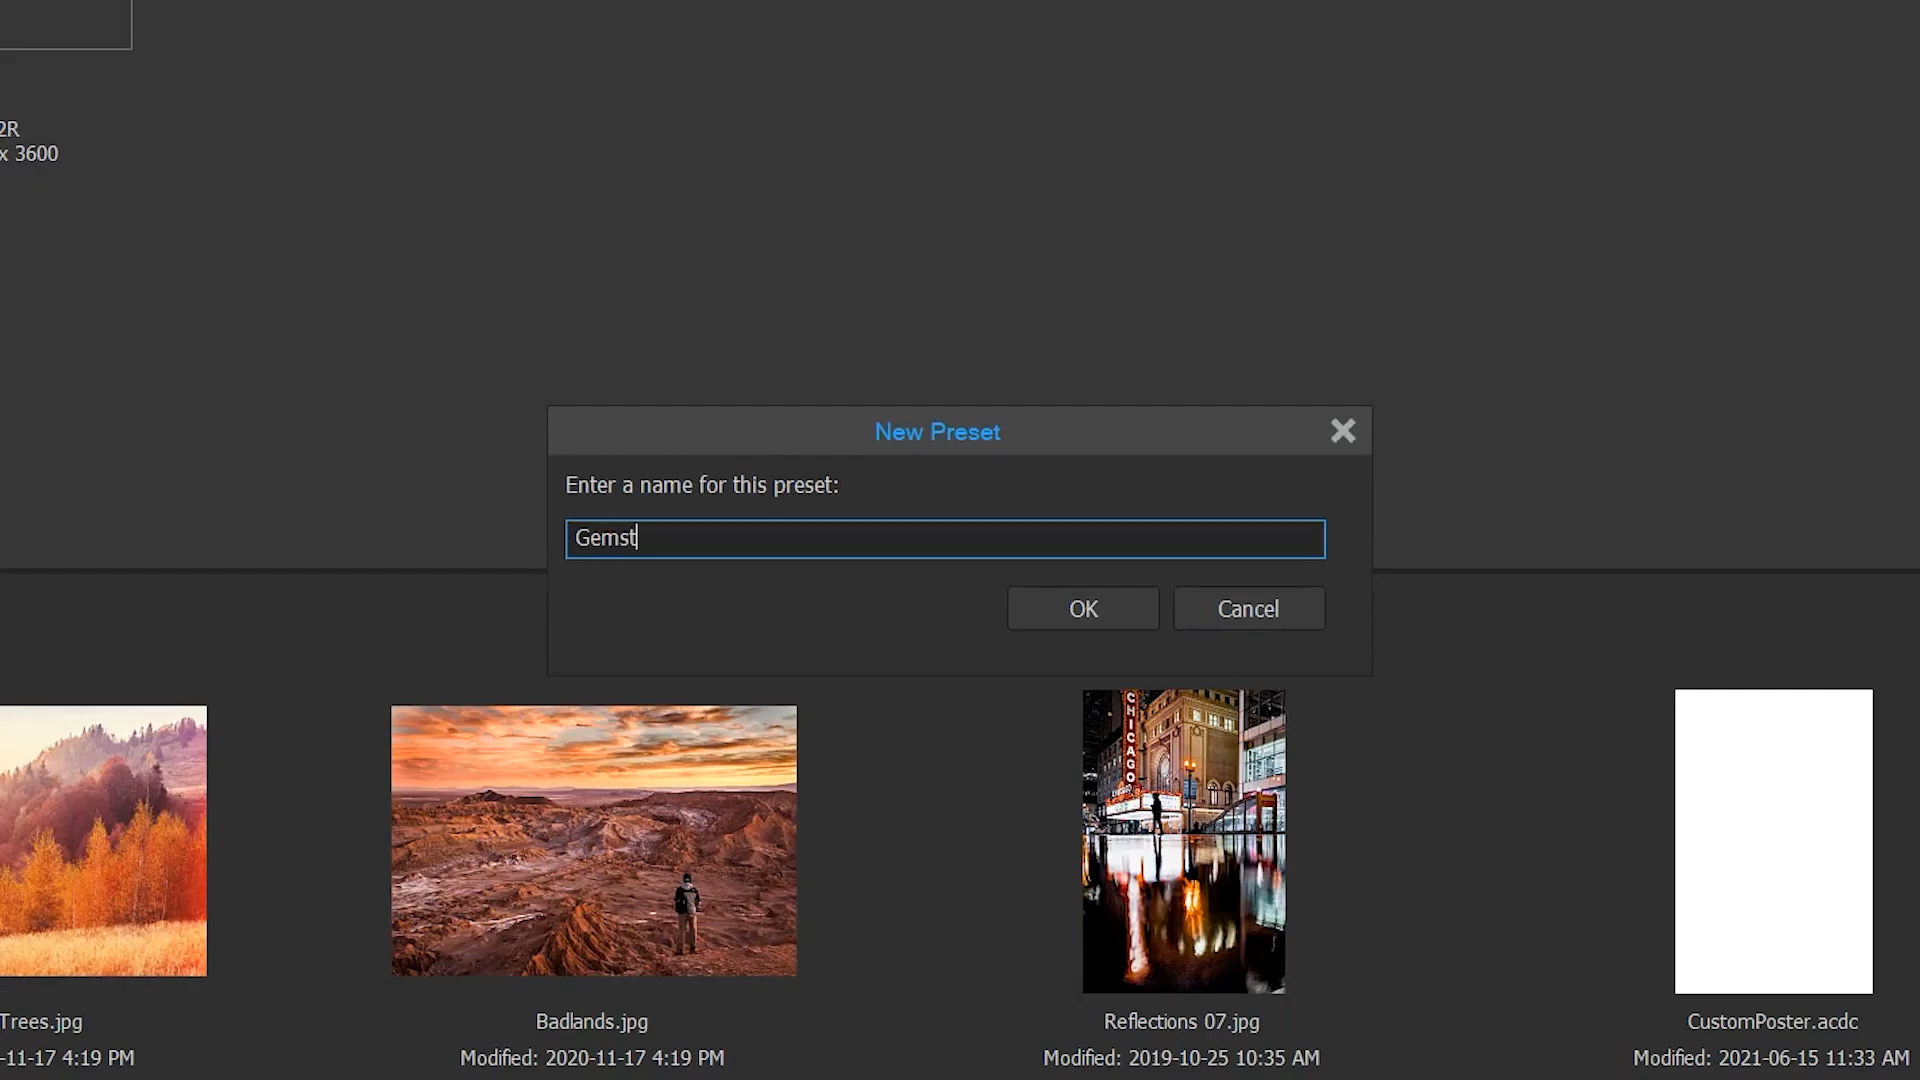 2R
x 3600
New Preset
Enter a name for this preset:
Gemst
OK
Cancel
CHICAGO
Trees.jpg
-11-17 4:19 PM
Badlands.jpg
Modified: 2020-11-17 4:19 PM
Reflections 07.jpg
Modified: 2019-10-25 10:35 AM
CustomPoster.acdc
Modified: 2021-06-15 11:33 AM